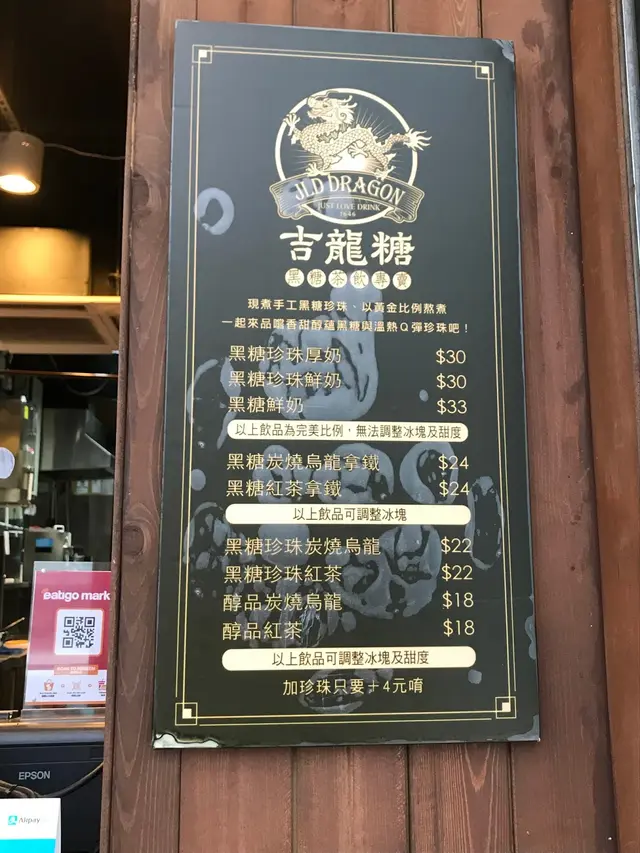 JLD DRAGON
JUST LOVE DRINK
1646
吉龍糖
黑糖茶飲專賣
現煮手工黑糖珍珠、以黃金比例熬煮
一起來品嚐香甜醇蘊黑糖與溫熱Q彈珍珠吧！
黑糖珍珠厚奶 $30
黑糖珍珠鮮奶 $30
黑糖鮮奶 $33
以上飲品為完美比例，無法調整冰塊及甜度
黑糖炭燒烏龍拿鐵 $24
黑糖紅茶拿鐵 $24
以上飲品可調整冰塊
黑糖珍珠炭燒烏龍 $22
黑糖珍珠紅茶 $22
醇品炭燒烏龍 $18
醇品紅茶 $18
以上飲品可調整冰塊及甜度
加珍珠只要+4元唷
eatigo mark
EPSON
Airpay